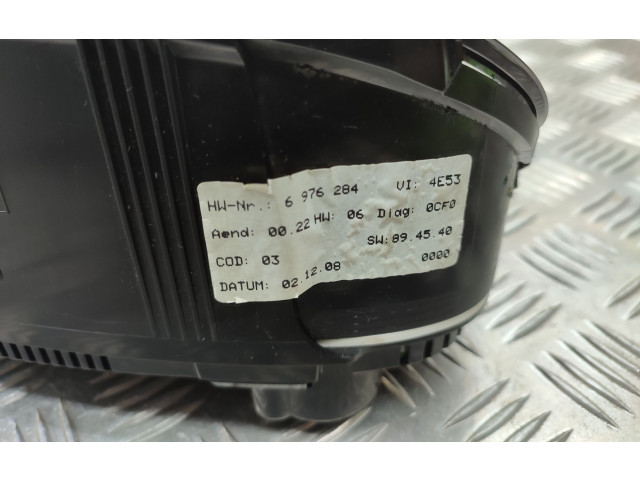 HW-Nr.: 6 976 284 VI: 4E53
Aend: 00.22 HW: 06 Diag: 0CF0
COD: 03 SW: 89.45.40
DATUM: 02.12.08 0000